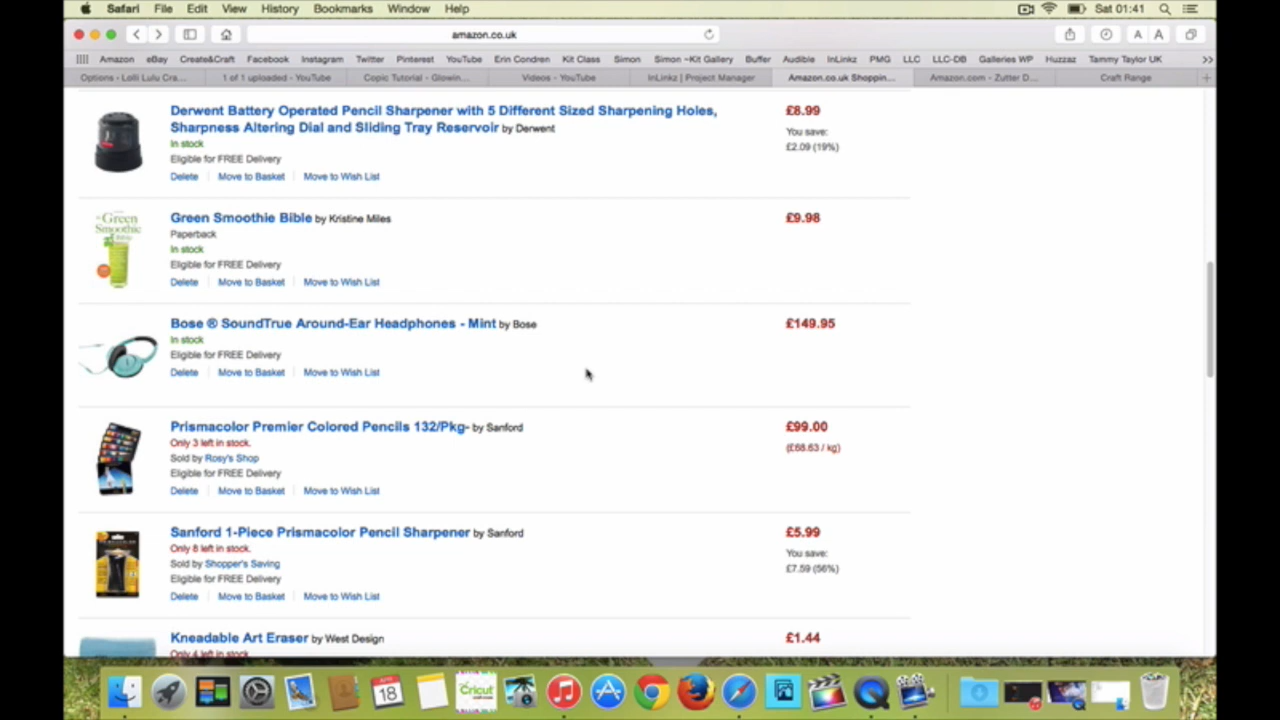 Safari File Edit View History Bookmarks Window Help Sat 01:41
amazon.co.uk A A
Amazon eBay Create&Craft Facebook Instagram Twitter Pinterest YouTube Erin Condren Kit Class Simon Simon ~Kit Gallery Buffer Audible InLinkz PMG LLC LLC-DB Galleries WP Huzzaz Tammy Taylor UK >>
Options ‹ Lolli Lulu Cra... 1 of 1 uploaded - YouTube Copic Tutorial - Glowin... Videos - YouTube InLinkz | Project Manager Amazon.co.uk Shoppin... Amazon.com - Zutter D... Craft Range +
Derwent Battery Operated Pencil Sharpener with 5 Different Sized Sharpening Holes, £8.99
Sharpness Altering Dial and Sliding Tray Reservoir by Derwent You save:
In stock £2.09 (19%)
Eligible for FREE Delivery
Delete Move to Basket Move to Wish List
Green Smoothie Bible by Kristine Miles £9.98
Green
Smoothie
Paperback
In stock
Eligible for FREE Delivery
Delete Move to Basket Move to Wish List
Bose ® SoundTrue Around-Ear Headphones - Mint by Bose £149.95
In stock
Eligible for FREE Delivery
Delete Move to Basket Move to Wish List
Prismacolor Premier Colored Pencils 132/Pkg- by Sanford £99.00
Only 3 left in stock. (£68.63 / kg)
Sold by Rosy's Shop
Eligible for FREE Delivery
Delete Move to Basket Move to Wish List
Sanford 1-Piece Prismacolor Pencil Sharpener by Sanford £5.99
Only 8 left in stock. You save:
Sold by Shopper's Saving £7.59 (56%)
Eligible for FREE Delivery
Delete Move to Basket Move to Wish List
Kneadable Art Eraser by West Design £1.44
Only 4 left in stock.
APR
18
Cricut